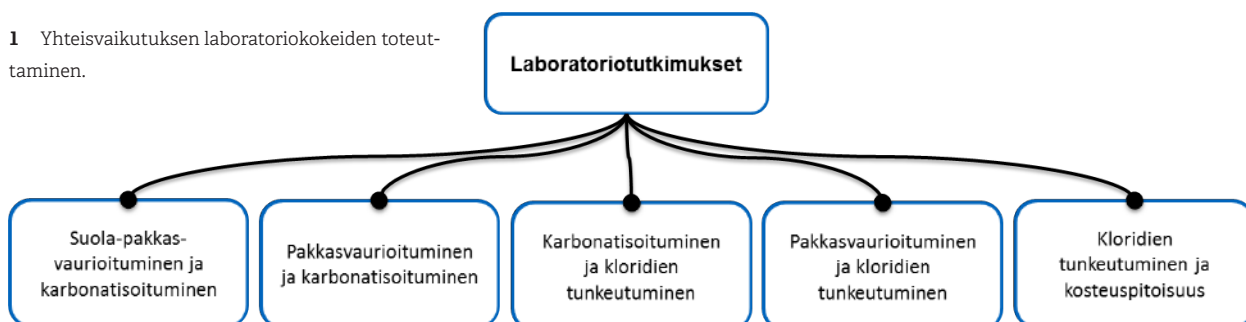 1 Yhteisvaikutuksen laboratoriokokeiden toteut-
taminen.
Laboratoriotutkimukset
Suola-pakkas-
vaurioituminen ja
karbonatisoituminen
Pakkasvaurioituminen
ja karbonatisoituminen
Karbonatisoituminen
ja kloridien
tunkeutuminen
Pakkasvaurioituminen
ja kloridien
tunkeutuminen
Kloridien
tunkeutuminen ja
kosteuspitoisuus